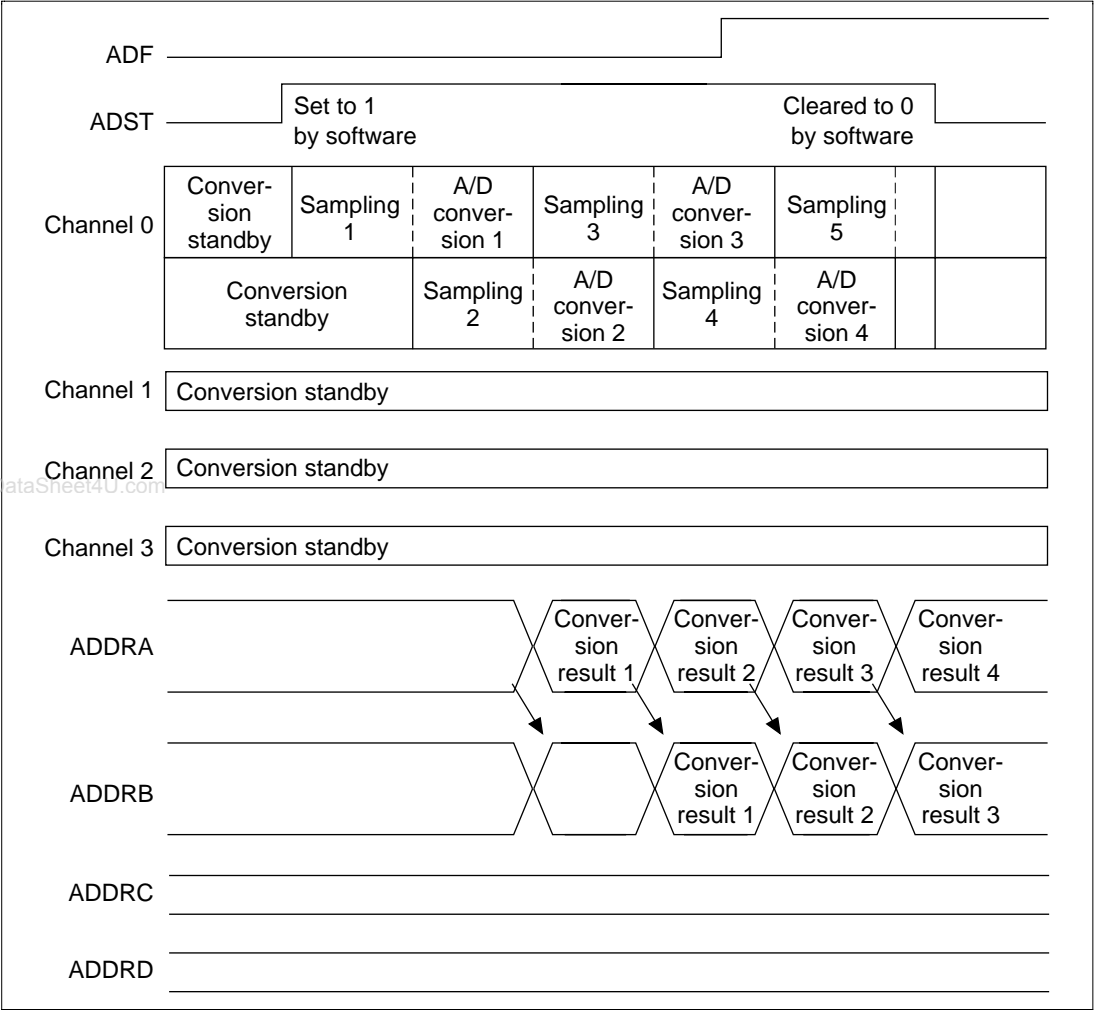 ADF
ADST
Set to 1
by software
Cleared to 0
by software
Channel 0
Conver-
sion
standby
Sampling
1
A/D
conver-
sion 1
Sampling
3
A/D
conver-
sion 3
Sampling
5
Conversion
standby
Sampling
2
A/D
conver-
sion 2
Sampling
4
A/D
conver-
sion 4
Channel 1
Conversion standby
Channel 2
Conversion standby
ataSheet4U.com
Channel 3
Conversion standby
ADDRA
Conver-
sion
result 1
Conver-
sion
result 2
Conver-
sion
result 3
Conver-
sion
result 4
ADDRB
Conver-
sion
result 1
Conver-
sion
result 2
Conver-
sion
result 3
ADDRC
ADDRD